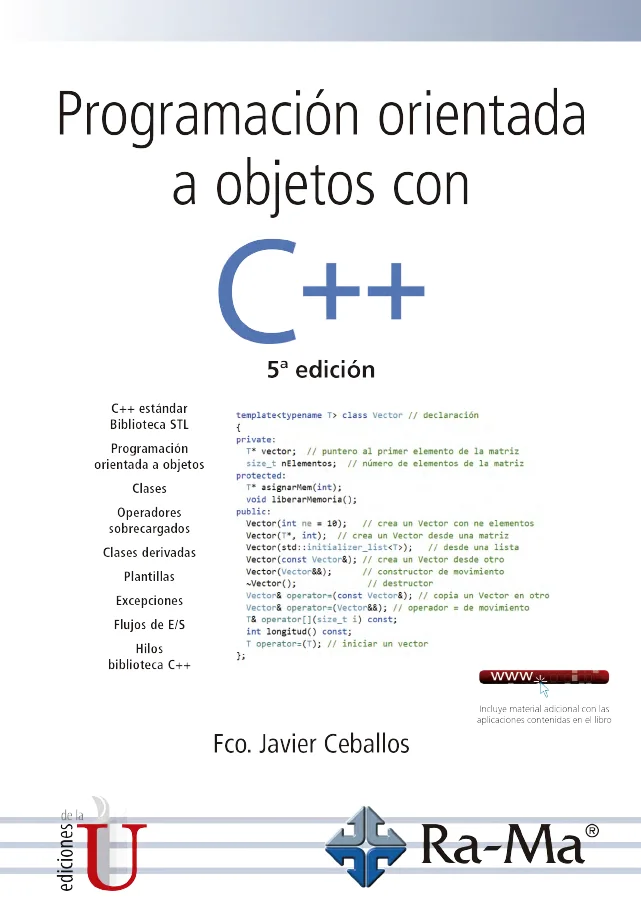 Programación orientada
a objetos con
C++
5ª edición
C++ estándar
Biblioteca STL
Programación
orientada a objetos
Clases
Operadores
sobrecargados
Clases derivadas
Plantillas
Excepciones
Flujos de E/S
Hilos
biblioteca C++
template<typename T> class Vector // declaración
{
private:
T* vector; // puntero al primer elemento de la matriz
size_t nElementos; // número de elementos de la matriz
protected:
T* asignarMem(int);
void liberarMemoria();
public:
Vector(int ne = 10); // crea un Vector con ne elementos
Vector(T*, int); // crea un Vector desde una matriz
Vector(std::initializer_list<T>); // desde una lista
Vector(const Vector&); // crea un Vector desde otro
Vector(Vector&&); // constructor de movimiento
~Vector(); // destructor
Vector& operator=(const Vector&); // copia un Vector en otro
Vector& operator=(Vector&&); // operador = de movimiento
T& operator[](size_t i) const;
int longitud() const;
T operator=(T); // iniciar un vector
};
www
Incluye material adicional con las
aplicaciones contenidas en el libro
Fco. Javier Ceballos
ediciones
de la
U
Ra-Ma®